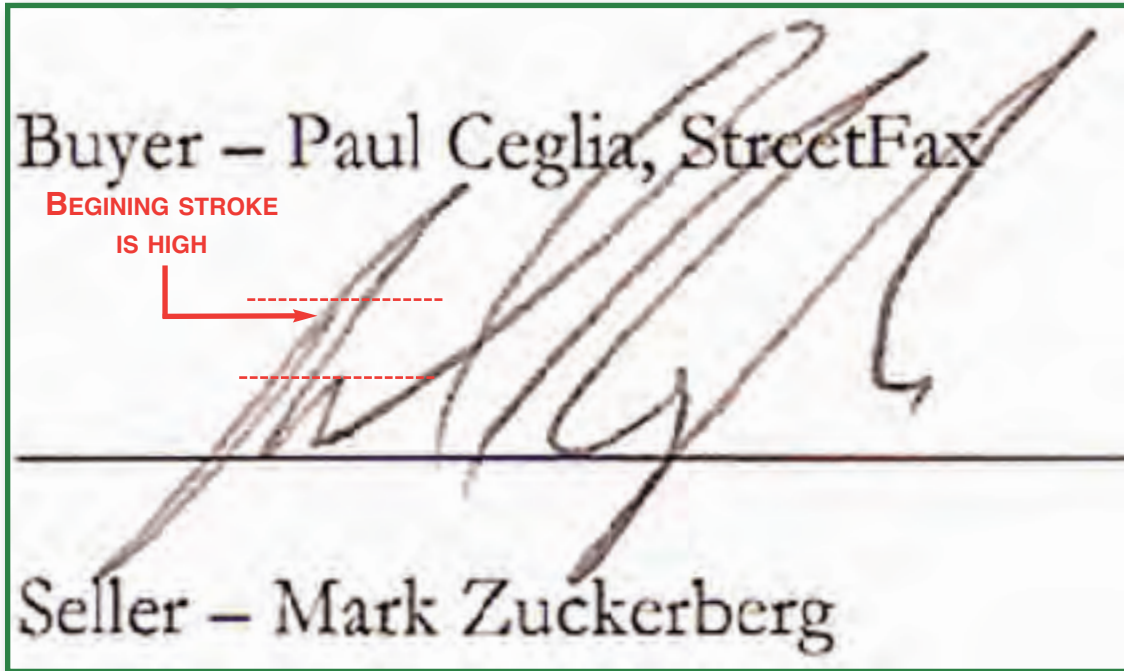 Buyer – Paul Ceglia, StreetFax
BEGINING STROKE
IS HIGH
Seller – Mark Zuckerberg